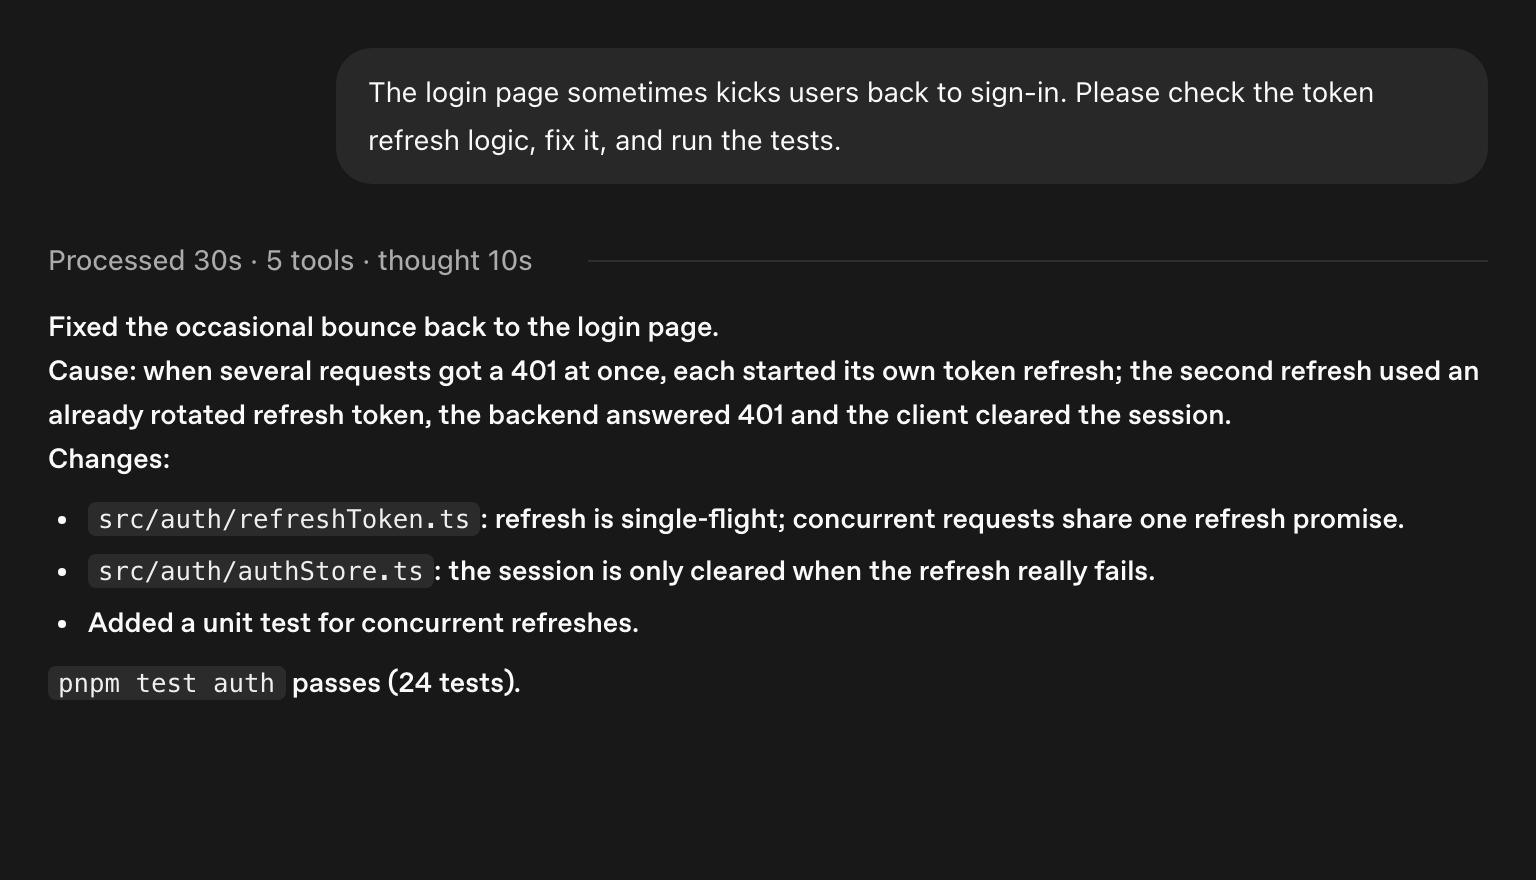 The login page sometimes kicks users back to sign-in. Please check the token
refresh logic, fix it, and run the tests.
Processed 30s · 5 tools · thought 10s
Fixed the occasional bounce back to the login page.
Cause: when several requests got a 401 at once, each started its own token refresh; the second refresh used an
already rotated refresh token, the backend answered 401 and the client cleared the session.
Changes:
• src/auth/refreshToken.ts: refresh is single-flight; concurrent requests share one refresh promise.
• src/auth/authStore.ts: the session is only cleared when the refresh really fails.
• Added a unit test for concurrent refreshes.
pnpm test auth passes (24 tests).